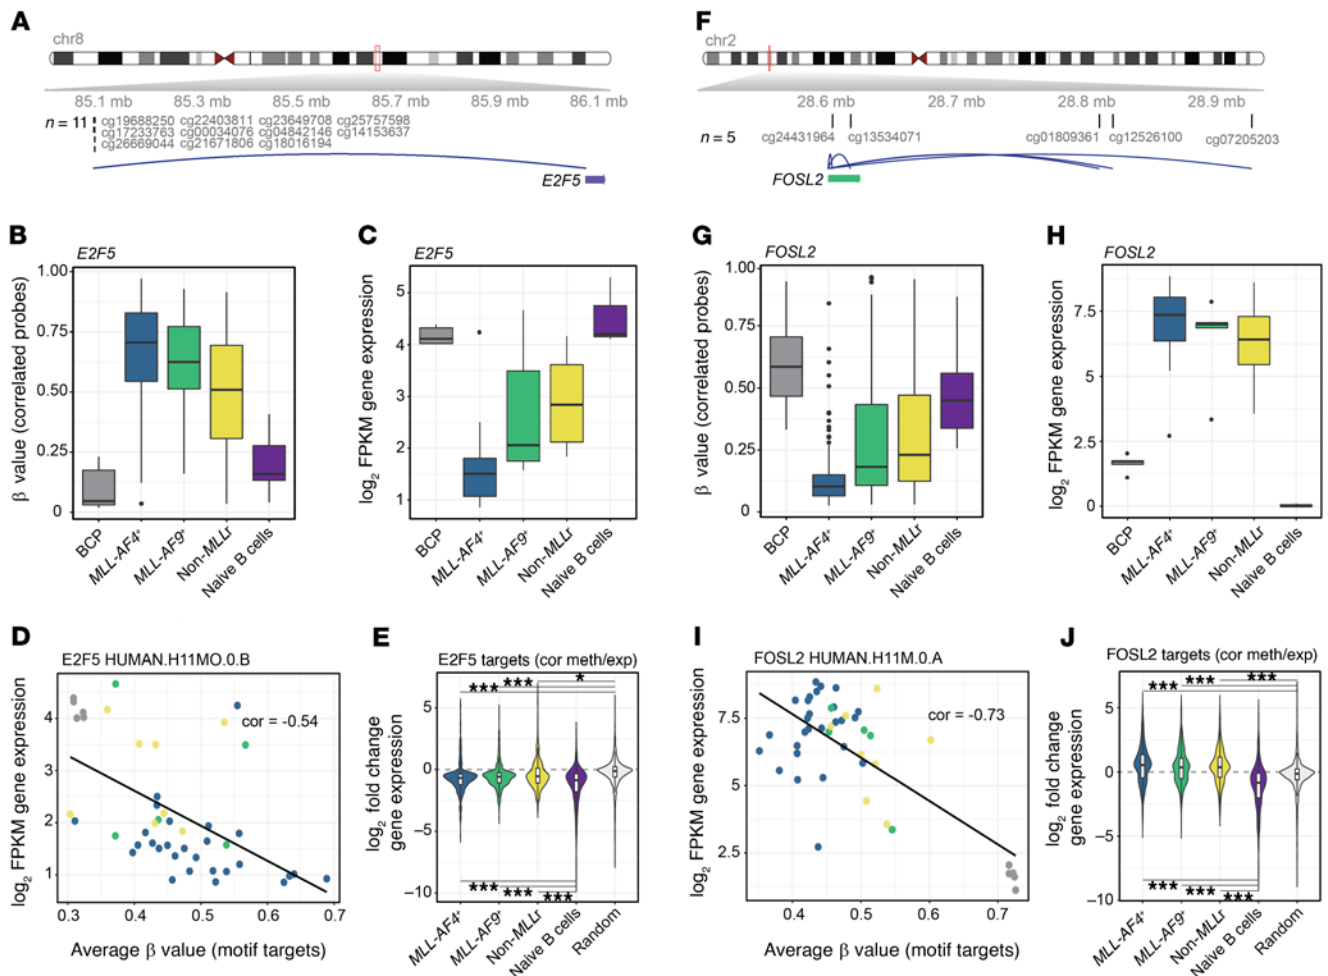 A
chr8
85.1 mb 85.3 mb 85.5 mb 85.7 mb 85.9 mb 86.1 mb
n = 11
cg19688250 cg22403811 cg23649708 cg25757598
cg17233763 cg00034076 cg04842146 cg14153637
cg26669044 cg21671806 cg18016194
E2F5
F
chr2
28.6 mb 28.7 mb 28.8 mb 28.9 mb
n = 5
cg24431964 cg13534071 cg01809361 cg12526100 cg07205203
FOSL2
B
E2F5
β value (correlated probes)
1.00
0.75
0.50
0.25
0
BCP MLL-AF4+ MLL-AF9+ Non-MLLr Naive B cells
C
E2F5
log2 FPKM gene expression
5
4
3
2
1
BCP MLL-AF4+ MLL-AF9+ Non-MLLr Naive B cells
G
FOSL2
β value (correlated probes)
1.00
0.75
0.50
0.25
0
BCP MLL-AF4+ MLL-AF9+ Non-MLLr Naive B cells
H
FOSL2
log2 FPKM gene expression
7.5
5
2.5
0
BCP MLL-AF4+ MLL-AF9+ Non-MLLr Naive B cells
D
E2F5 HUMAN.H11MO.0.B
log2 FPKM gene expression
4
3
2
1
cor = -0.54
0.3 0.4 0.5 0.6 0.7
Average β value (motif targets)
E
E2F5 targets (cor meth/exp)
log2 fold change
gene expression
5
0
−5
−10
*** *** *
*** *** ***
MLL-AF4+ MLL-AF9+ Non-MLLr Naive B cells Random
I
FOSL2 HUMAN.H11M.0.A
log2 FPKM gene expression
7.5
5
2.5
cor = -0.73
0.4 0.5 0.6 0.7
Average β value (motif targets)
J
FOSL2 targets (cor meth/exp)
log2 fold change
gene expression
5
0
−5
−10
*** *** ***
*** *** ***
MLL-AF4+ MLL-AF9+ Non-MLLr Naive B cells Random